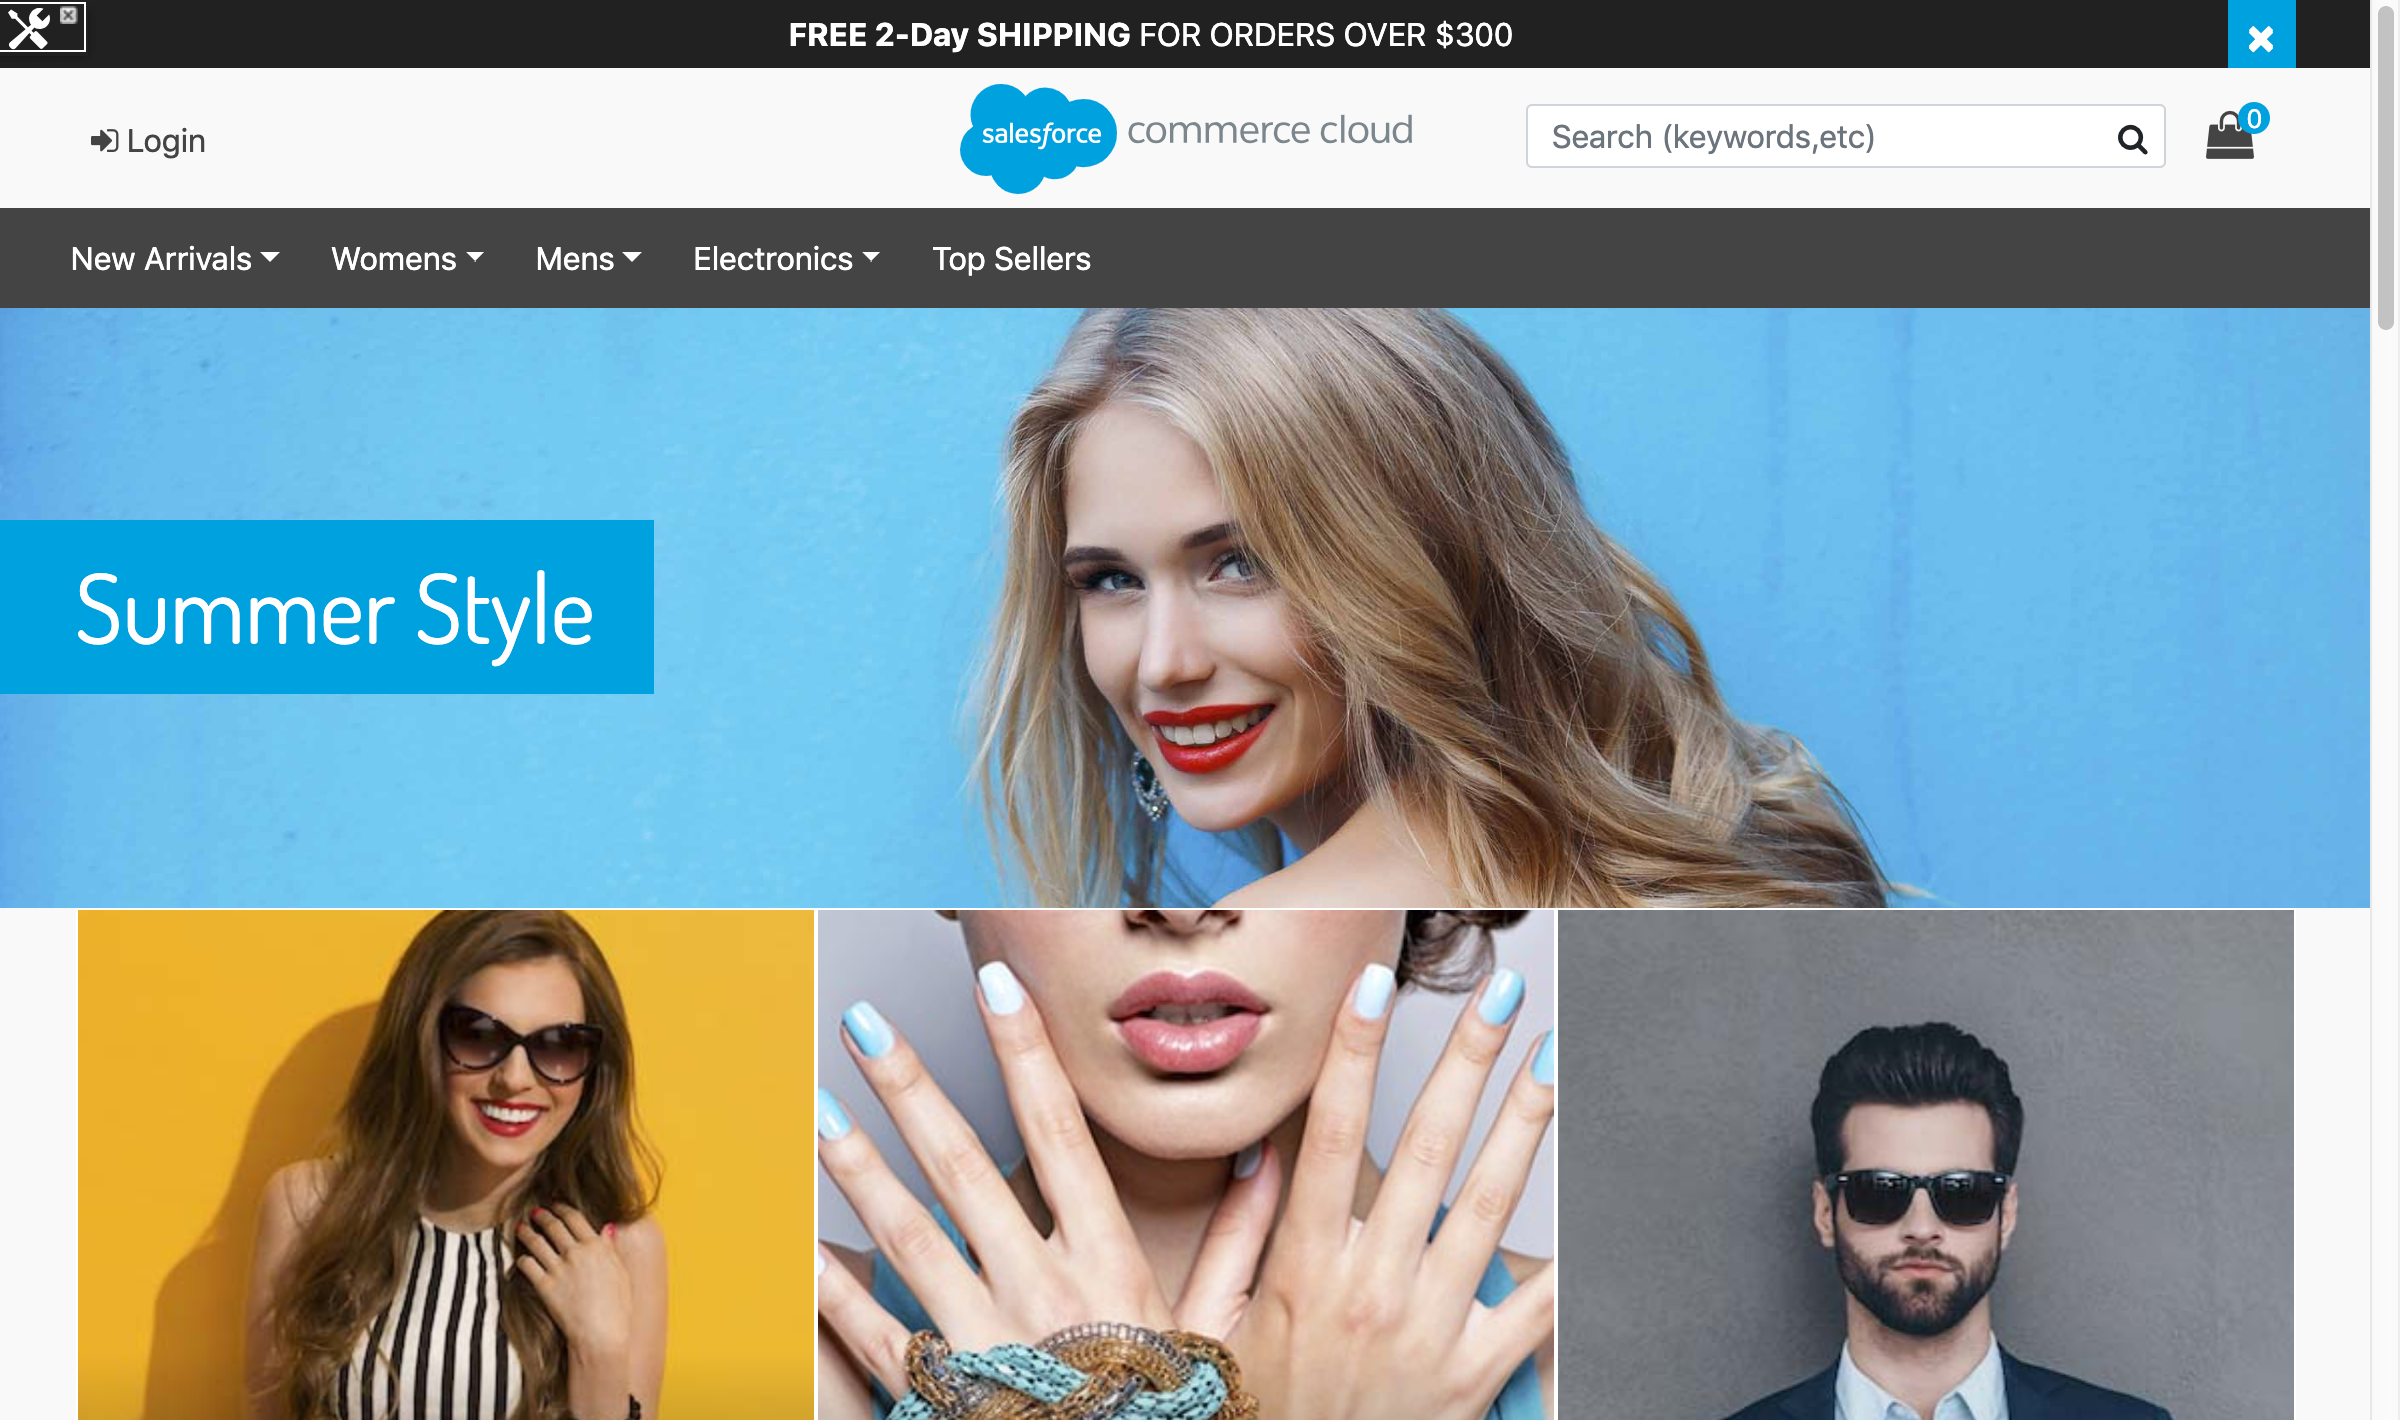 FREE 2-Day SHIPPING FOR ORDERS OVER $300
Login
salesforce commerce cloud
Search (keywords,etc)
0
New Arrivals Womens Mens Electronics Top Sellers
Summer Style